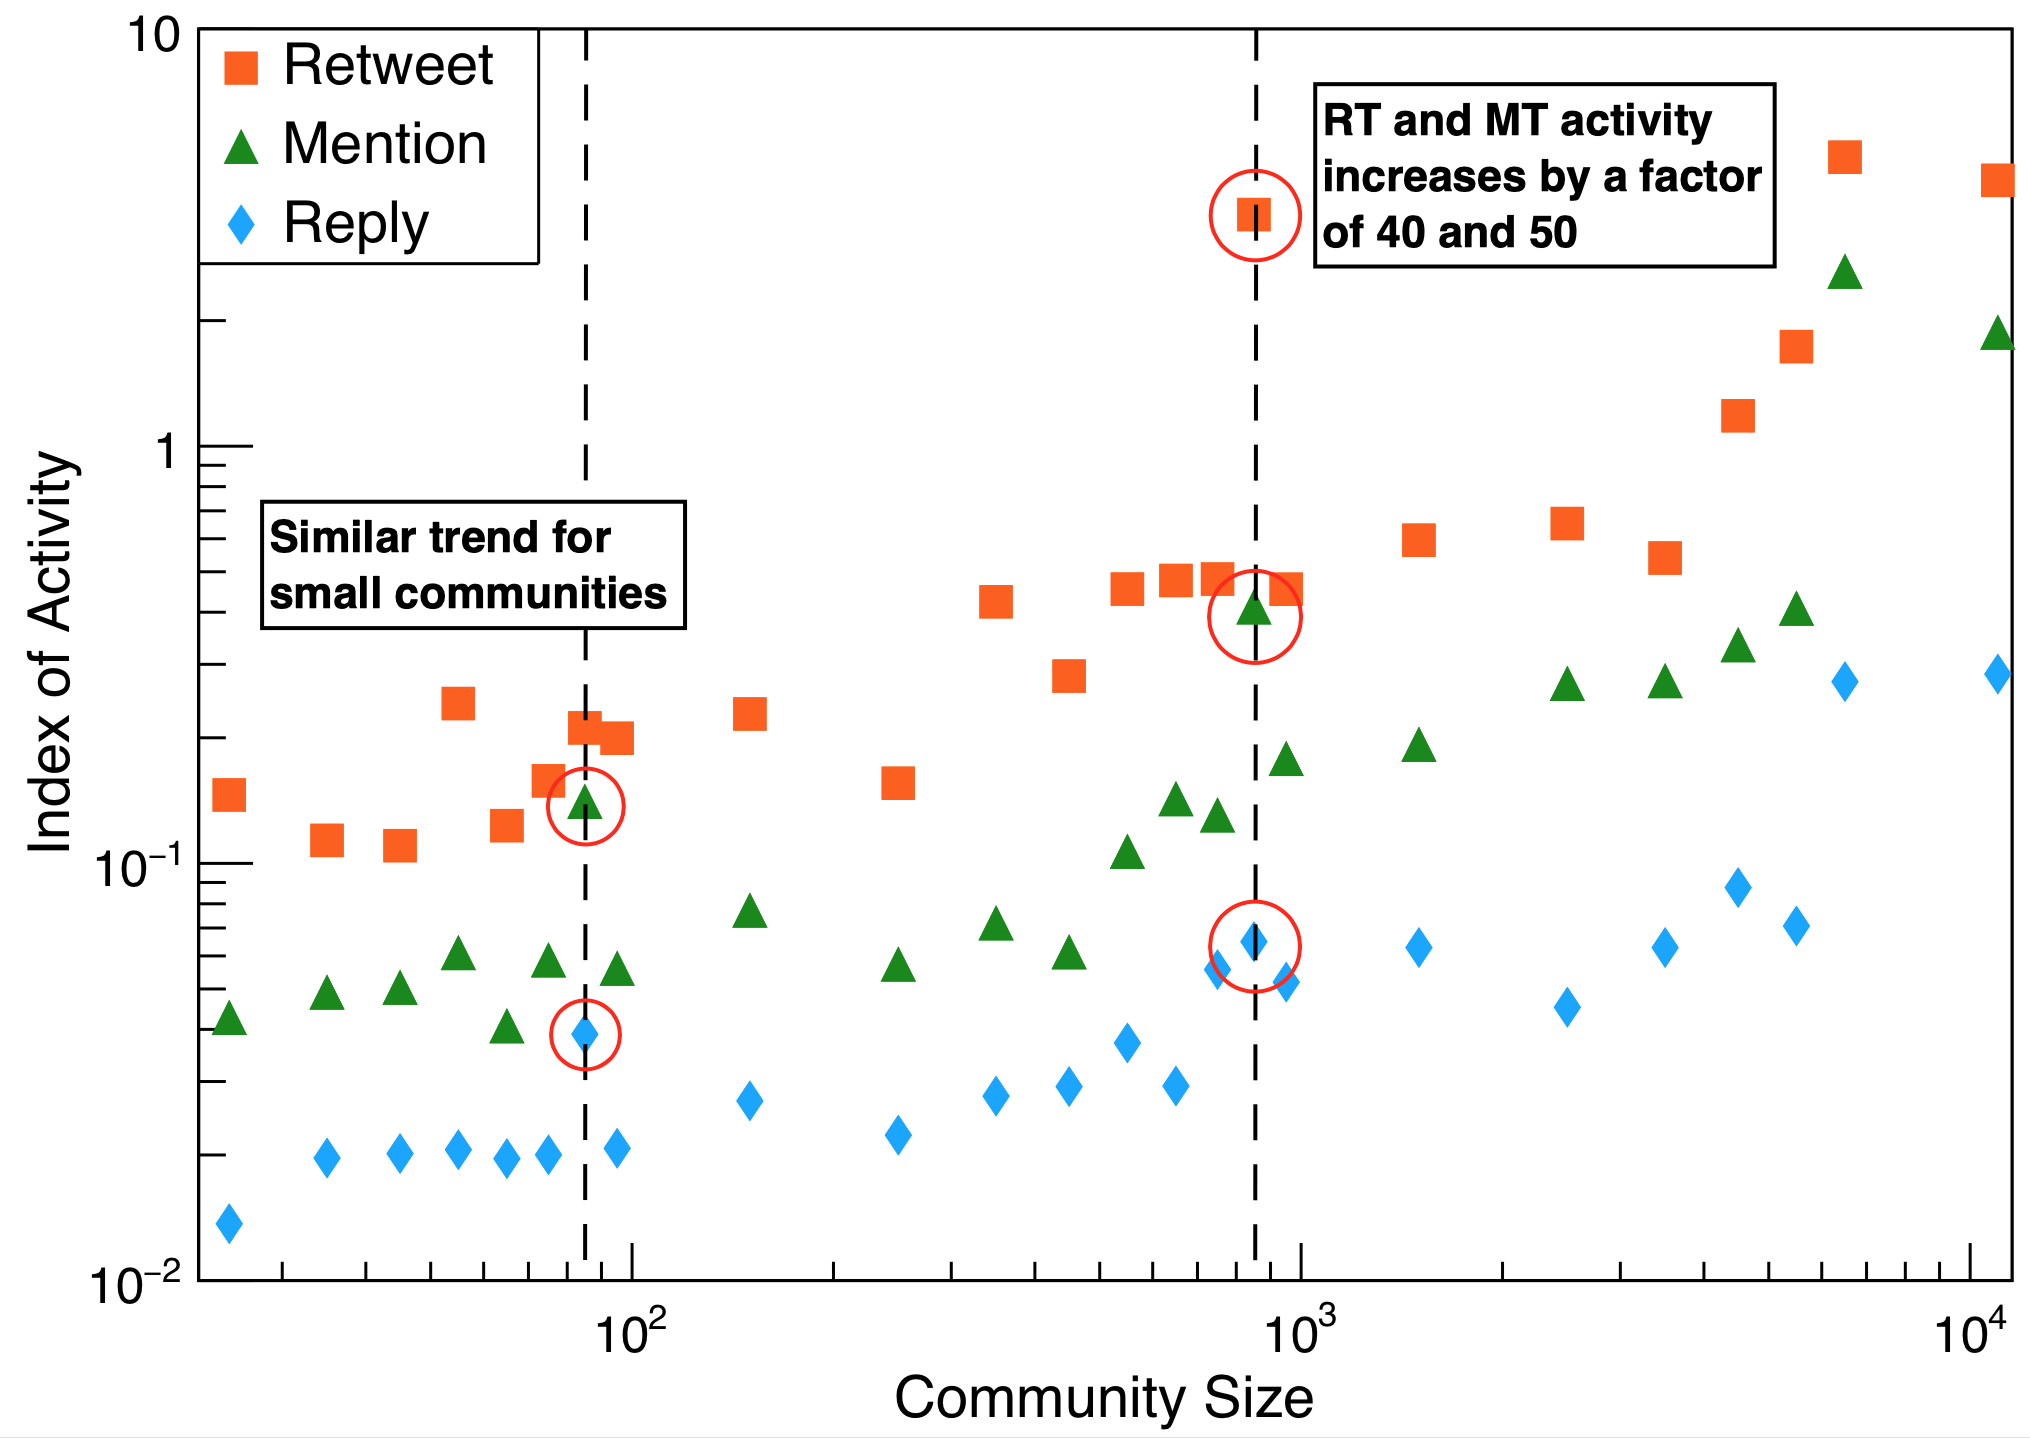 10
Retweet
Mention
Reply
RT and MT activity
increases by a factor
of 40 and 50
1
Similar trend for
small communities
Index of Activity
10⁻¹
10⁻²
10²
10³
10⁴
Community Size